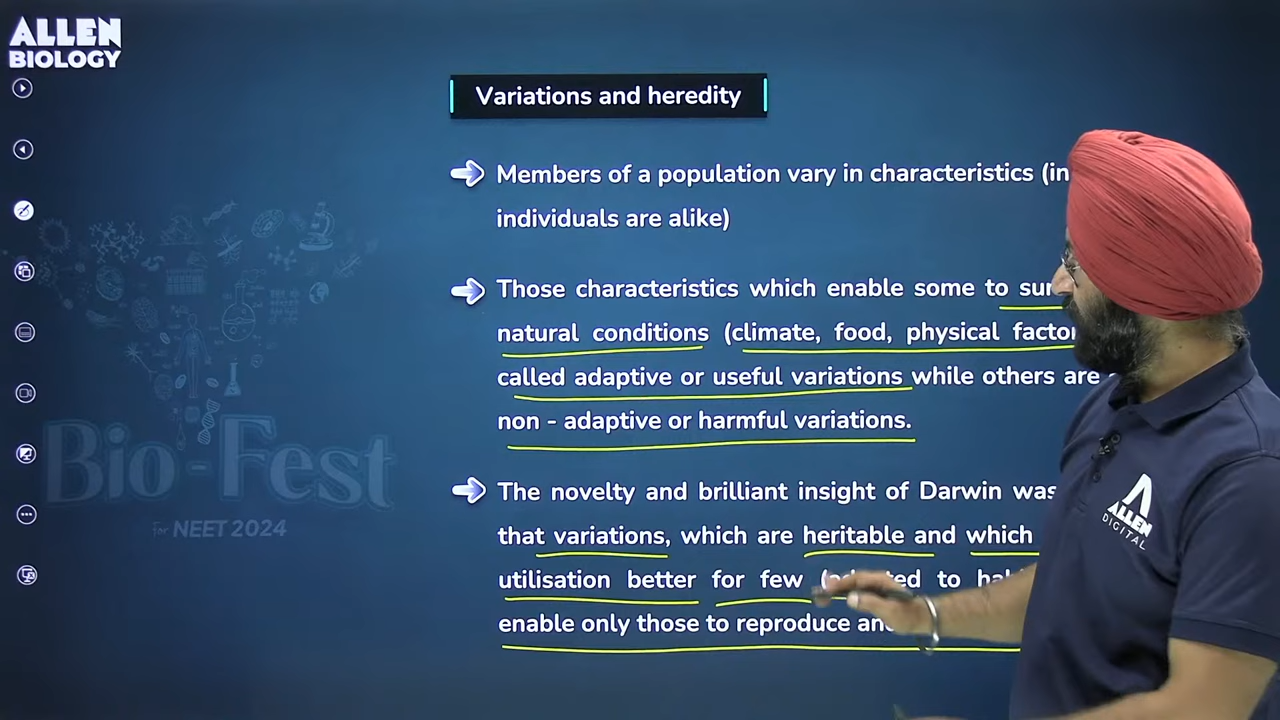 ALLEN
BIOLOGY
Variations and heredity
Members of a population vary in characteristics (in
individuals are alike)
Those characteristics which enable some to
natural conditions (climate, food, physical
called adaptive or useful variations while others are
non - adaptive or harmful variations.
The novelty and brilliant insight of Darwin was
that variations, which are heritable and which
utilisation better for few to
enable only those to reproduce
Bio-Fest
For NEET 2024
ALLEN
DIGITAL